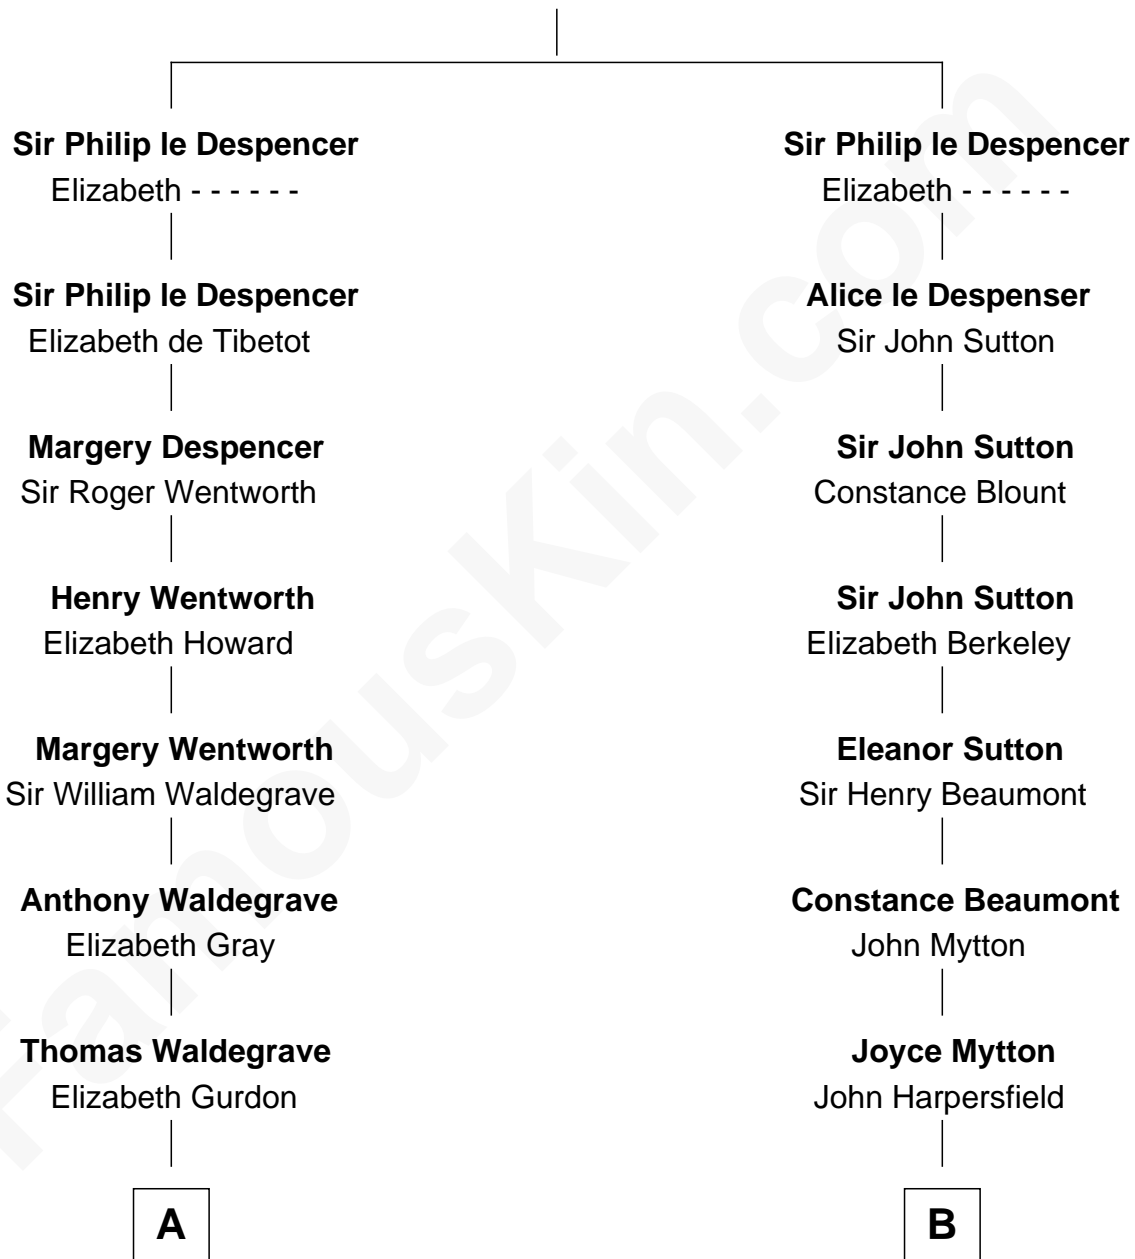 Sir Philip le Despencer
Elizabeth - - - - - -
Sir Philip le Despencer
Elizabeth de Tibetot
Margery Despencer
Sir Roger Wentworth
Henry Wentworth
Elizabeth Howard
Margery Wentworth
Sir William Waldegrave
Anthony Waldegrave
Elizabeth Gray
Thomas Waldegrave
Elizabeth Gurdon
A
Sir Philip le Despencer
Elizabeth - - - - - -
Alice le Despenser
Sir John Sutton
Sir John Sutton
Constance Blount
Sir John Sutton
Elizabeth Berkeley
Eleanor Sutton
Sir Henry Beaumont
Constance Beaumont
John Mytton
Joyce Mytton
John Harpersfield
B
FamousKin.com